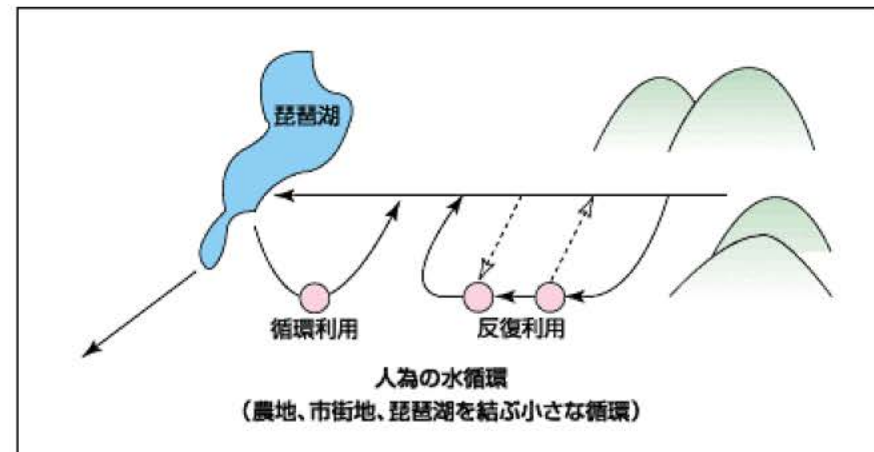 琵琶湖
循環利用
反復利用
人為の水循環
（農地、市街地、琵琶湖を結ぶ小さな循環）